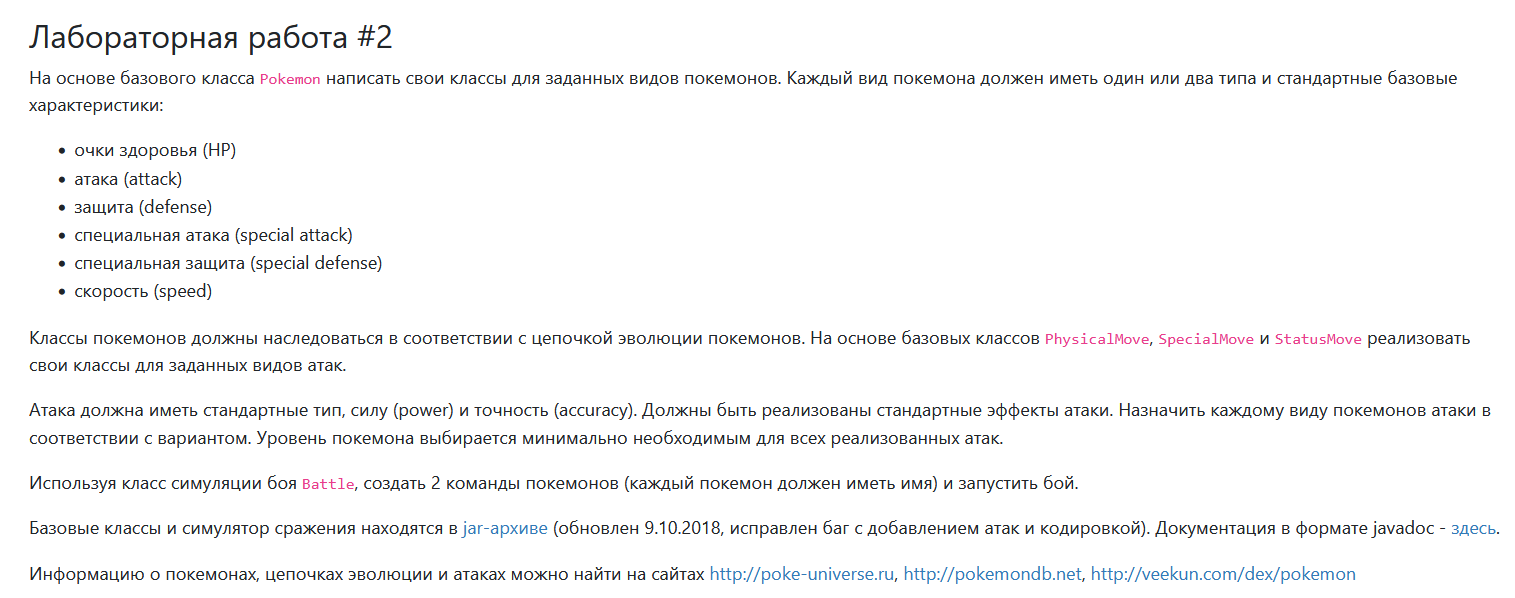 Лабораторная работа #2
На основе базового класса Pokemon написать свои классы для заданных видов покемонов. Каждый вид покемона должен иметь один или два типа и стандартные базовые
характеристики:
• очки здоровья (HP)
• атака (attack)
• защита (defense)
• специальная атака (special attack)
• специальная защита (special defense)
• скорость (speed)
Классы покемонов должны наследоваться в соответствии с цепочкой эволюции покемонов. На основе базовых классов PhysicalMove, SpecialMove и StatusMove реализовать
свои классы для заданных видов атак.
Атака должна иметь стандартные тип, силу (power) и точность (accuracy). Должны быть реализованы стандартные эффекты атаки. Назначить каждому виду покемонов атаки в
соответствии с вариантом. Уровень покемона выбирается минимально необходимым для всех реализованных атак.
Используя класс симуляции боя Battle, создать 2 команды покемонов (каждый покемон должен иметь имя) и запустить бой.
Базовые классы и симулятор сражения находятся в jar-архиве (обновлен 9.10.2018, исправлен баг с добавлением атак и кодировкой). Документация в формате javadoc - здесь.
Информацию о покемонах, цепочках эволюции и атаках можно найти на сайтах http://poke-universe.ru, http://pokemondb.net, http://veekun.com/dex/pokemon